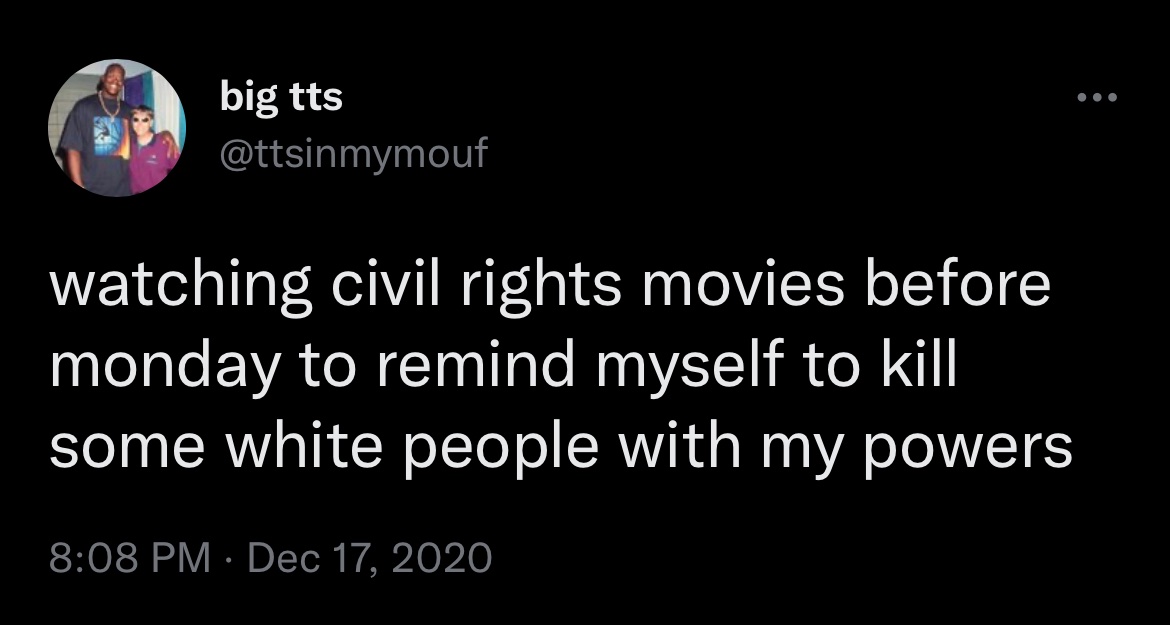 big tts
@ttsinmymouf
watching civil rights movies before
monday to remind myself to kill
some white people with my powers
8:08 PM · Dec 17, 2020